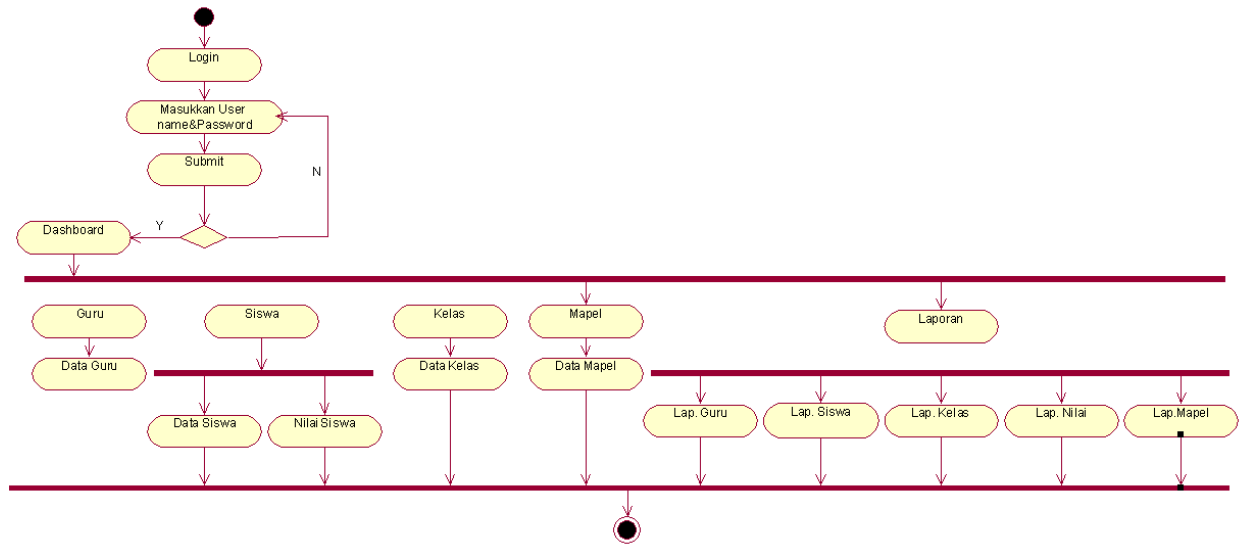 Login
Masukkan User
name&Password
Submit
N
Y
Dashboard
Guru
Siswa
Kelas
Mapel
Laporan
Data Guru
Data Kelas
Data Mapel
Data Siswa
Nilai Siswa
Lap. Guru
Lap. Siswa
Lap. Kelas
Lap. Nilai
Lap.Mapel